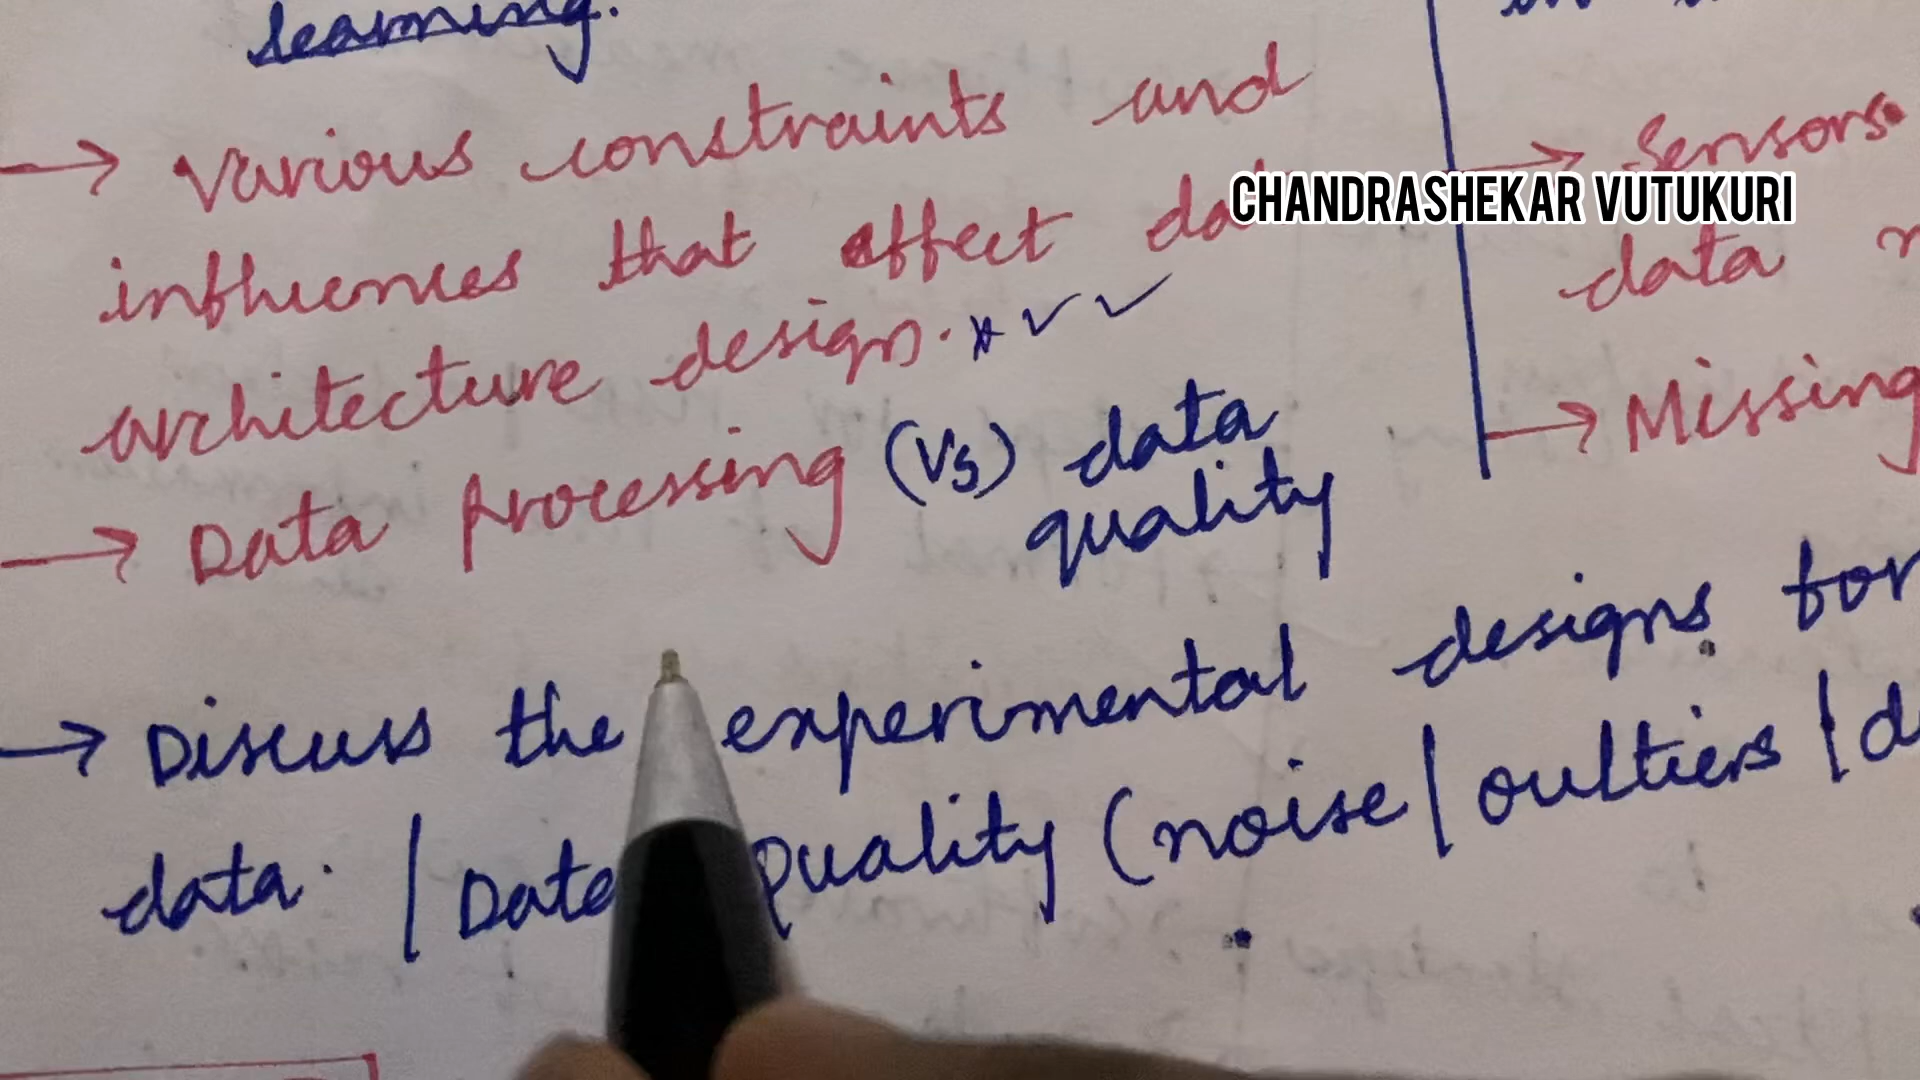 learning.
→ Various constraints and
influences that affect
architecture design. * ✓ ✓
→ Data Processing (Vs) data
quality
→ Discuss the experimental designs for
data. / Data Quality (noise / outliers /
in
→ Sensors.
CHANDRASHEKAR VUTUKURI
data
→ Missing